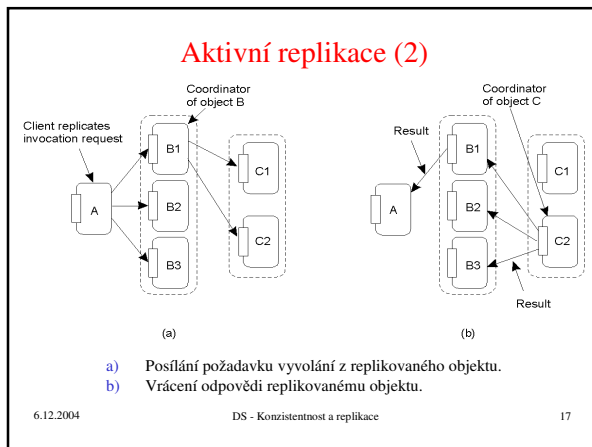 Aktivní replikace (2)
Client replicates
invocation request
Coordinator
of object B
A
B1
B2
B3
C1
C2
(a)
Coordinator
of object C
Result
A
B1
B2
B3
C1
C2
Result
(b)
a) Posílání požadavku vyvolání z replikovaného objektu.
b) Vrácení odpovědi replikovanému objektu.
6.12.2004 DS - Konzistentnost a replikace 17